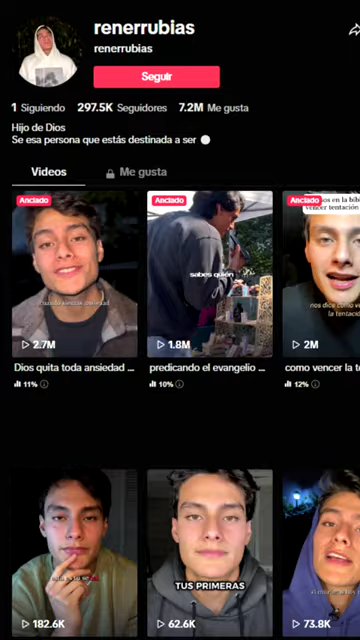 renerrubias
renerrubias
Seguir
1 Siguiendo 297.5K Seguidores 7.2M Me gusta
Hijo de Dios
Se esa persona que estás destinada a ser
Videos Me gusta
Anclado
Anclado
Anclado
vencer tentación
sabes quién
nos dice como v
la tentació
2.7M
1.8M
2M
Dios quita toda ansiedad ...
predicando el evangelio ...
como vencer la te
11%
10%
12%
TUS PRIMERAS
182.6K
62.6K
73.8K